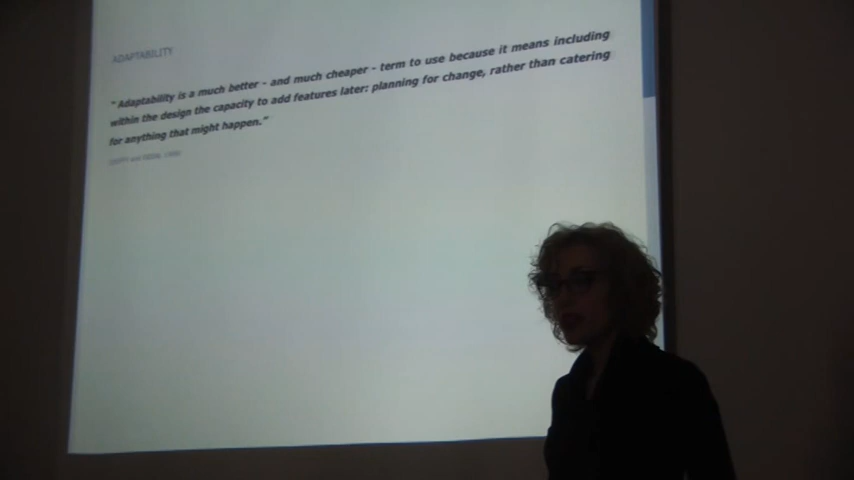 ADAPTABILITY
“Adaptability is a much better - and much cheaper - term to use because it means including
within the design the capacity to add features later: planning for change, rather than catering
for anything that might happen.”